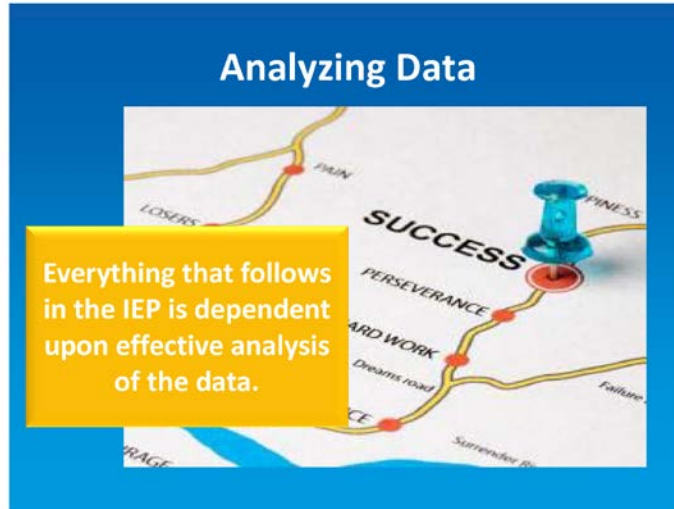 Analyzing Data
PAIN
LOSERS
PINESS
SUCCESS
Everything that follows
in the IEP is dependent
upon effective analysis
of the data.
PERSEVERANCE
ARD WORK
Dreams road
Failure
CE
Surrender Ri
RAGE